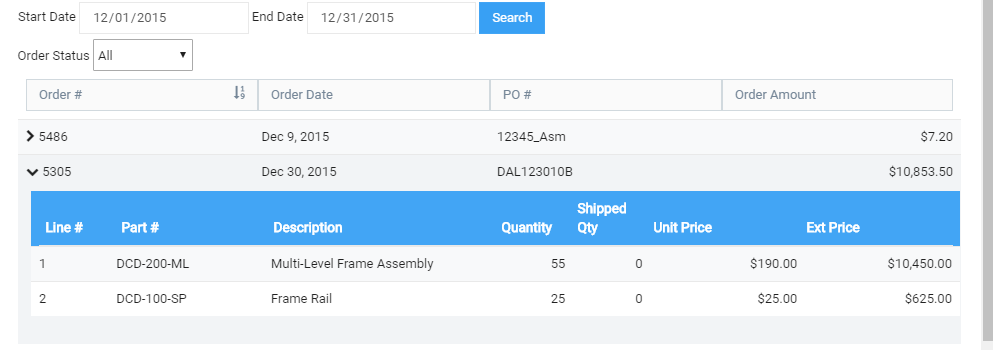 Start Date 12/01/2015 End Date 12/31/2015 Search
Order Status All
Order # Order Date PO # Order Amount
5486 Dec 9, 2015 12345_Asm $7.20
5305 Dec 30, 2015 DAL123010B $10,853.50
Line # Part # Description Quantity Shipped Qty Unit Price Ext Price
1 DCD-200-ML Multi-Level Frame Assembly 55 0 $190.00 $10,450.00
2 DCD-100-SP Frame Rail 25 0 $25.00 $625.00